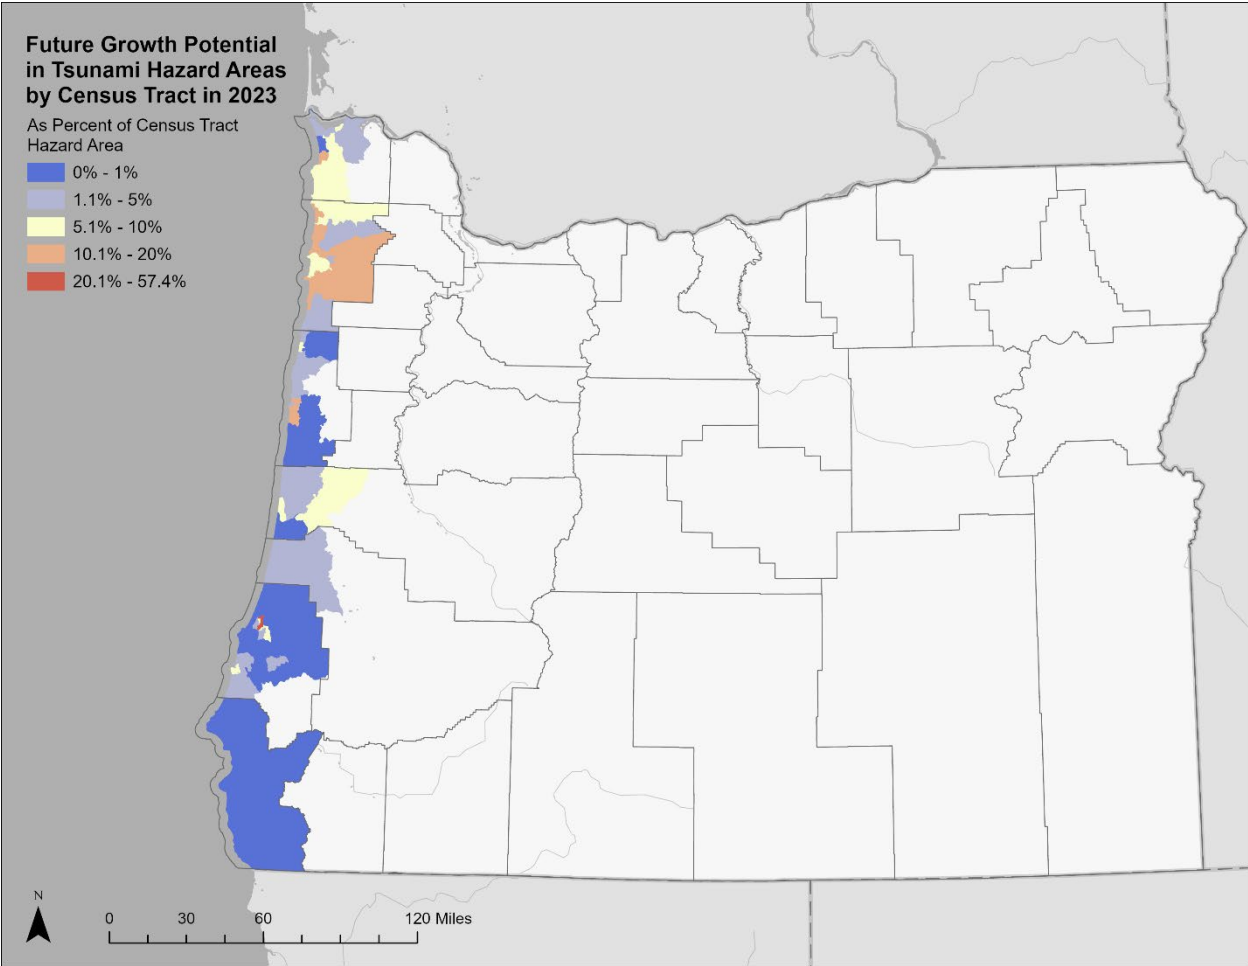 Future Growth Potential
in Tsunami Hazard Areas
by Census Tract in 2023
As Percent of Census Tract
Hazard Area
0% - 1%
1.1% - 5%
5.1% - 10%
10.1% - 20%
20.1% - 57.4%
N
0 30 60 120 Miles